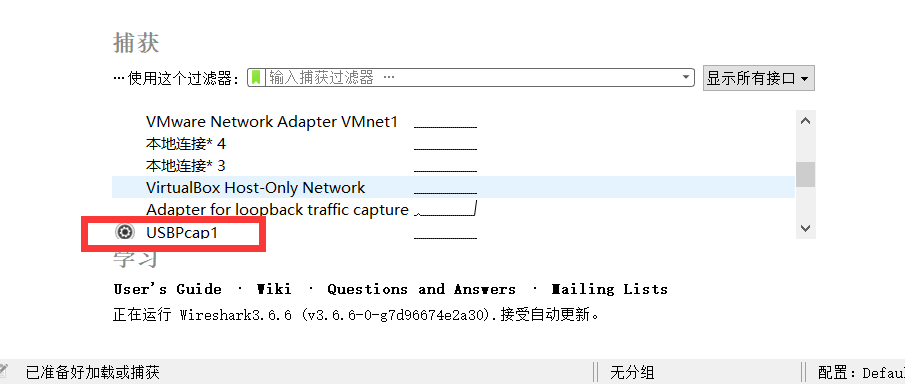 捕获
…使用这个过滤器: 输入捕获过滤器 … 显示所有接口
VMware Network Adapter VMnet1
本地连接* 4
本地连接* 3
VirtualBox Host-Only Network
Adapter for loopback traffic capture
USBPcap1
学习
User's Guide · Wiki · Questions and Answers · Mailing Lists
正在运行 Wireshark3.6.6 (v3.6.6-0-g7d96674e2a30).接受自动更新。
已准备好加载或捕获 无分组 配置: Defau